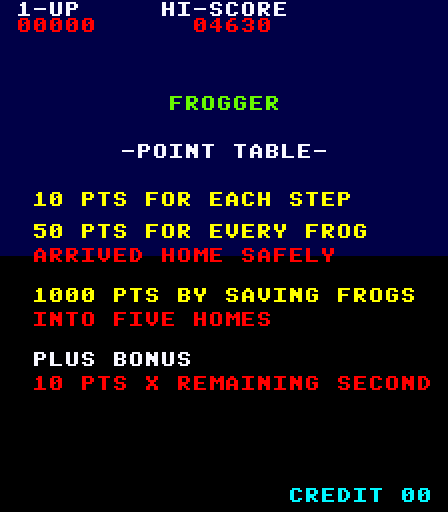 1-UP HI-SCORE
00000 04630
FROGGER
-POINT TABLE-
10 PTS FOR EACH STEP
50 PTS FOR EVERY FROG
ARRIVED HOME SAFELY
1000 PTS BY SAVING FROGS
INTO FIVE HOMES
PLUS BONUS
10 PTS X REMAINING SECOND
CREDIT 00